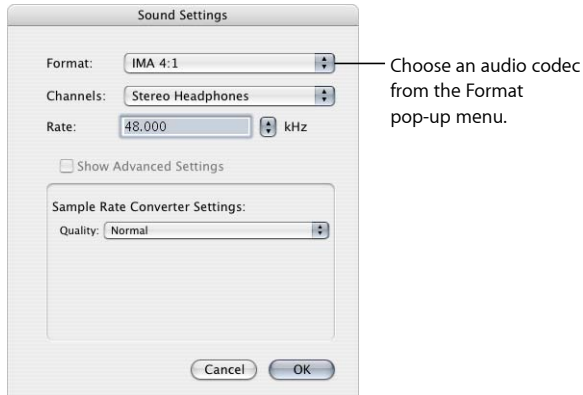 Sound Settings
Format: IMA 4:1
Channels: Stereo Headphones
Rate: 48.000 kHz
Show Advanced Settings
Sample Rate Converter Settings:
Quality: Normal
Cancel OK
Choose an audio codec
from the Format
pop-up menu.